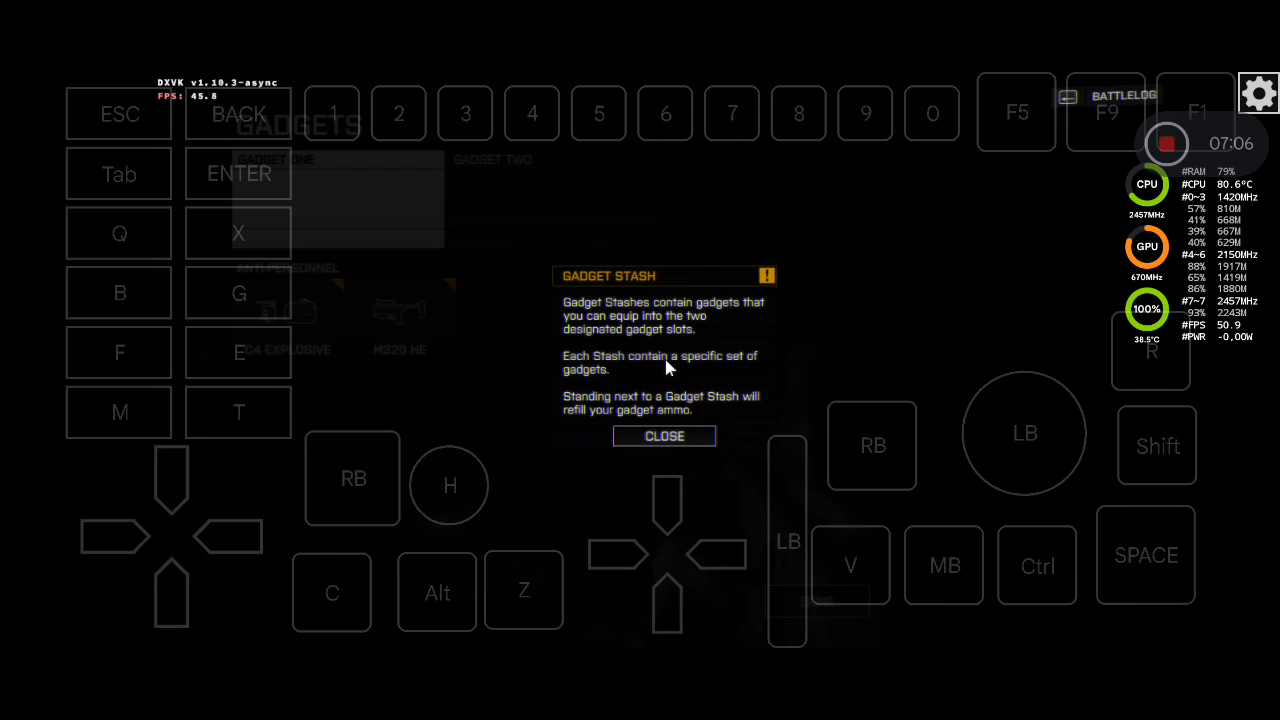 DXVK v1.10.3-async
FPS: 45.8
ESC
BACK
1
2
3
4
5
6
7
8
9
0
F5
F9
F1
BATTLELOG
07:06
GADGETS
GADGET ONE
GADGET TWO
Tab
ENTER
Q
X
B
G
F
E
M
T
ANTI-PERSONNEL
C4 EXPLOSIVE
M320 HE
GADGET STASH
!
Gadget Stashes contain gadgets that
you can equip into the two
designated gadget slots.
Each Stash contain a specific set of
gadgets.
Standing next to a Gadget Stash will
refill your gadget ammo.
CLOSE
CPU
2457MHz
GPU
670MHz
100%
38.5°C
#RAM 79%
#CPU 80.6°C
#0~3 1420MHz
57% 810M
41% 668M
39% 667M
40% 629M
#4~6 2150MHz
88% 1917M
65% 1419M
86% 1880M
#7~7 2457MHz
93% 2243M
#FPS 50.9
#PWR -0,00W
R
RB
H
RB
LB
Shift
LB
C
Alt
Z
V
MB
Ctrl
SPACE
DONE